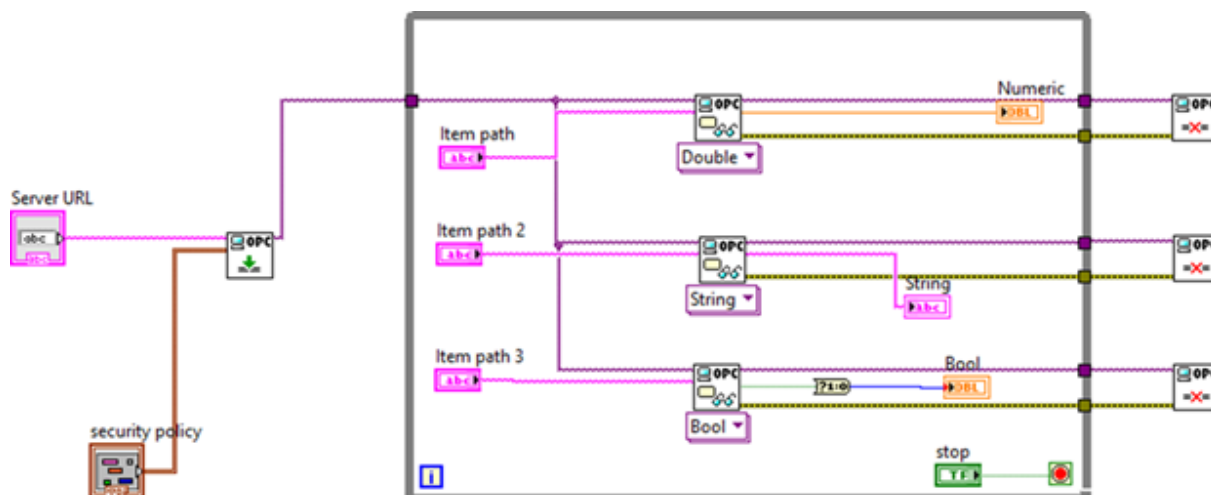 OPC
Numeric
DBL
OPC
Item path
abc
Double
Server URL
abc
abc
OPC
Item path 2
abc
OPC
OPC
String
String
abc
Item path 3
abc
OPC
Bool
?1:0
DBL
OPC
Bool
security policy
stop
TF
i